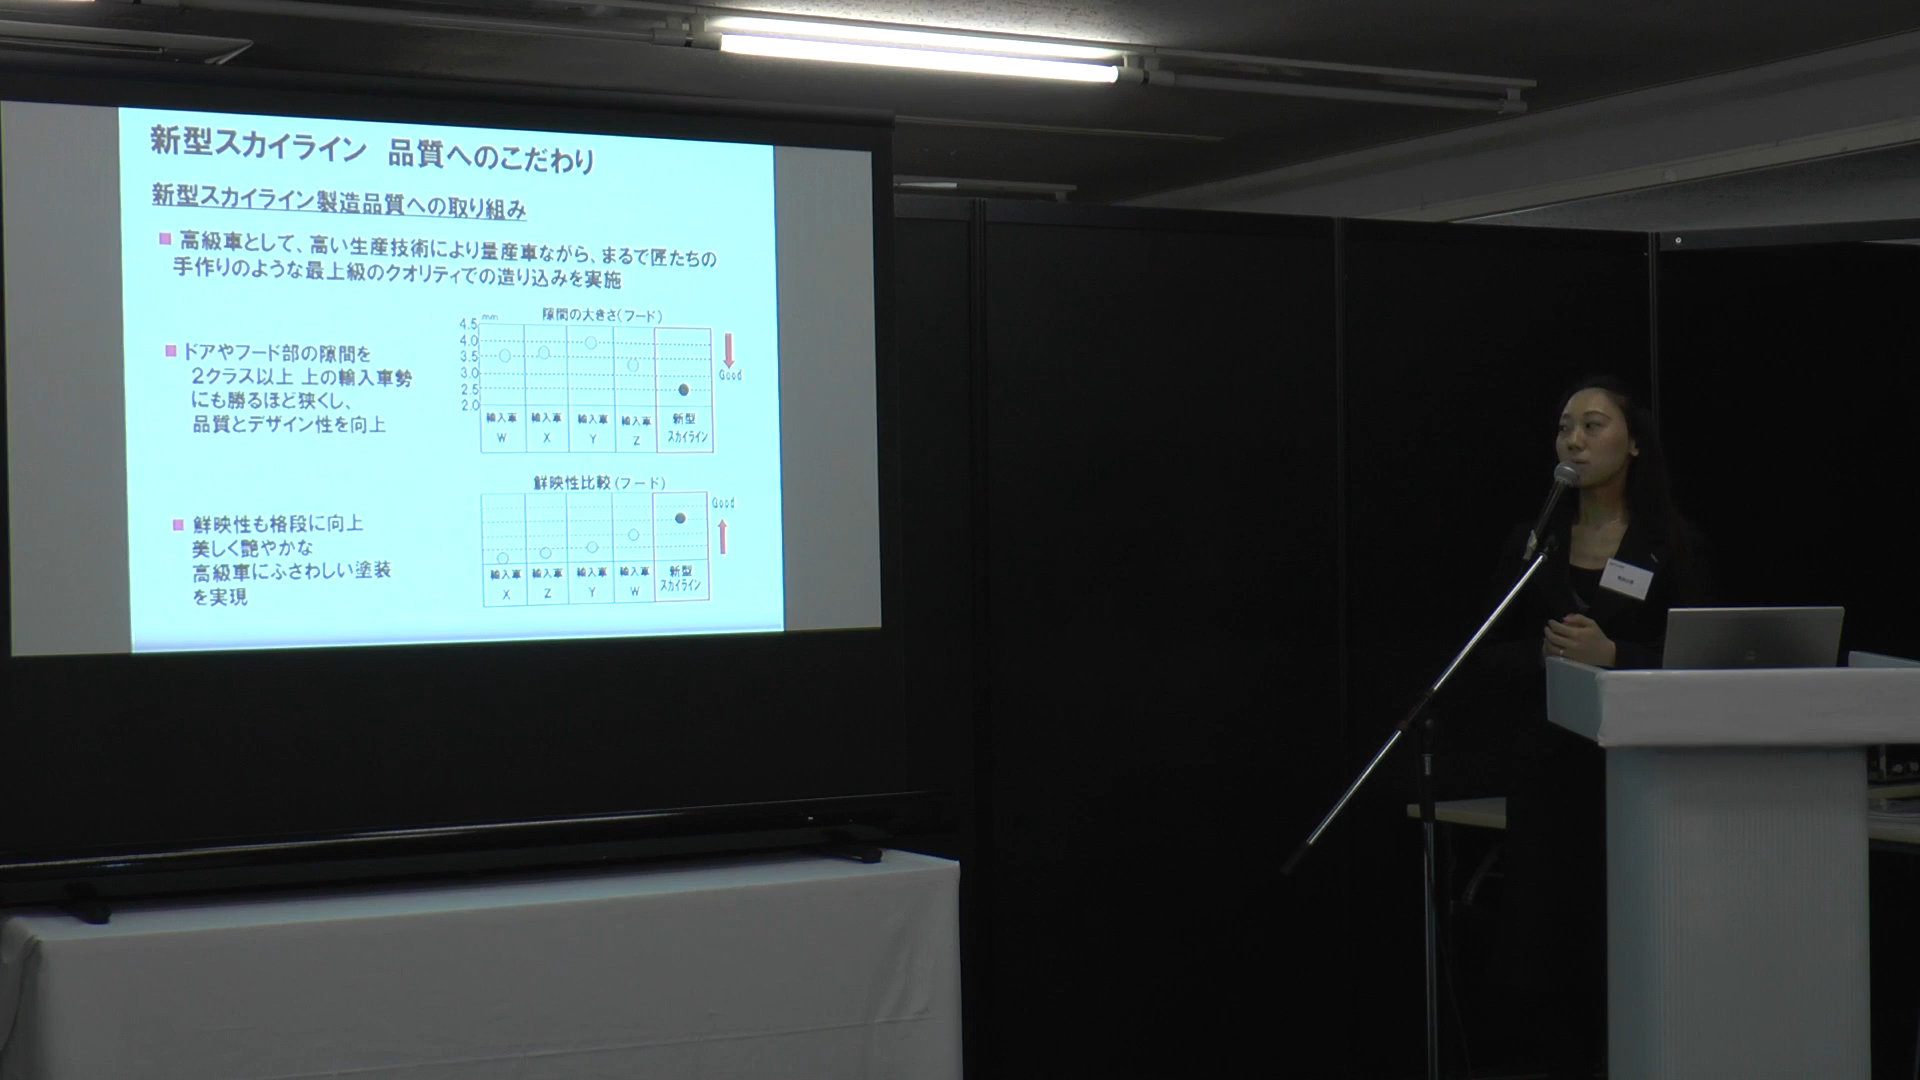 新型スカイライン 品質へのこだわり
新型スカイライン製造品質への取り組み
高級車として、高い生産技術により量産車ながら、まるで匠たちの
手作りのような最上級のクオリティでの造り込みを実施
ドアやフード部の隙間を
2クラス以上 上の輸入車勢
にも勝るほど狭くし、
品質とデザイン性を向上
隙間の大きさ(フード)
mm
4.5
4.0
3.5
3.0
2.5
2.0
Good
輸入車 輸入車 輸入車 輸入車 新型
W X Y Z スカイライン
鮮映性も格段に向上
美しく艶やかな
高級車にふさわしい塗装
を実現
鮮映性比較(フード)
Good
輸入車 輸入車 輸入車 輸入車 新型
X Z Y W スカイライン